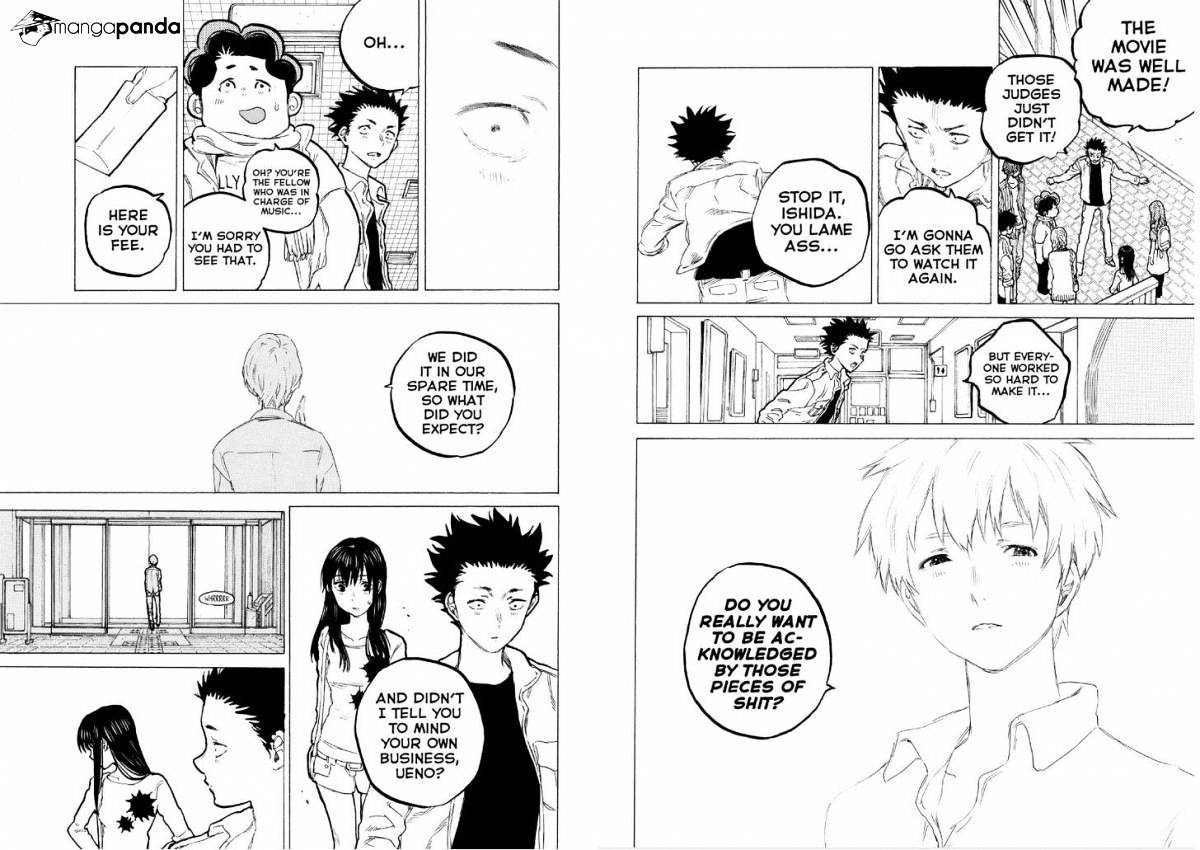 mangapanda
THE
MOVIE
WAS WELL
MADE!
THOSE
JUDGES
JUST
DIDN'T
GET IT!
I'M GONNA
GO ASK THEM
TO WATCH IT
AGAIN.
STOP IT,
ISHIDA.
YOU LAME
ASS...
BUT EVERY-
ONE WORKED
SO HARD TO
MAKE IT...
DO YOU
REALLY WANT
TO BE AC-
KNOWLEDGED
BY THOSE
PIECES OF
SHIT?
OH...
OH? YOU'RE
THE FELLOW
WHO WAS IN
CHARGE OF
MUSIC...
I'M SORRY
YOU HAD TO
SEE THAT.
LLY
HERE
IS YOUR
FEE.
WE DID
IT IN OUR
SPARE TIME,
SO WHAT
DID YOU
EXPECT?
AND DIDN'T
I TELL YOU
TO MIND
YOUR OWN
BUSINESS,
UENO?